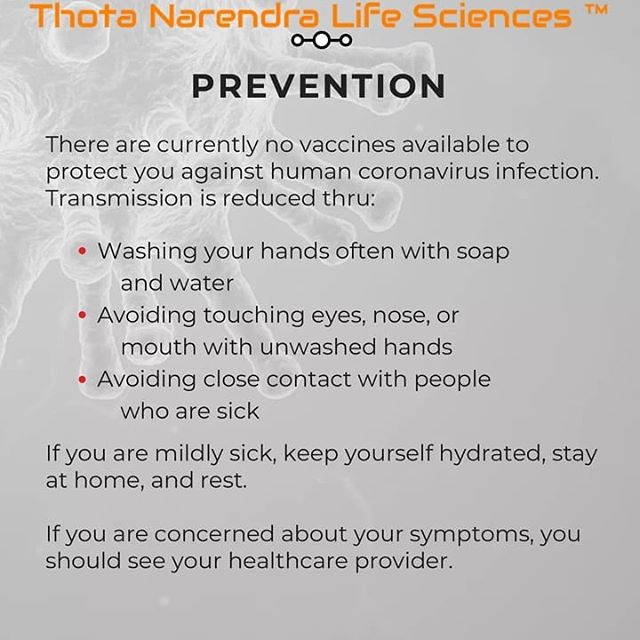 Thota Narendra Life Sciences ™
PREVENTION
There are currently no vaccines available to
protect you against human coronavirus infection.
Transmission is reduced thru:
• Washing your hands often with soap
and water
• Avoiding touching eyes, nose, or
mouth with unwashed hands
• Avoiding close contact with people
who are sick
If you are mildly sick, keep yourself hydrated, stay
at home, and rest.
If you are concerned about your symptoms, you
should see your healthcare provider.